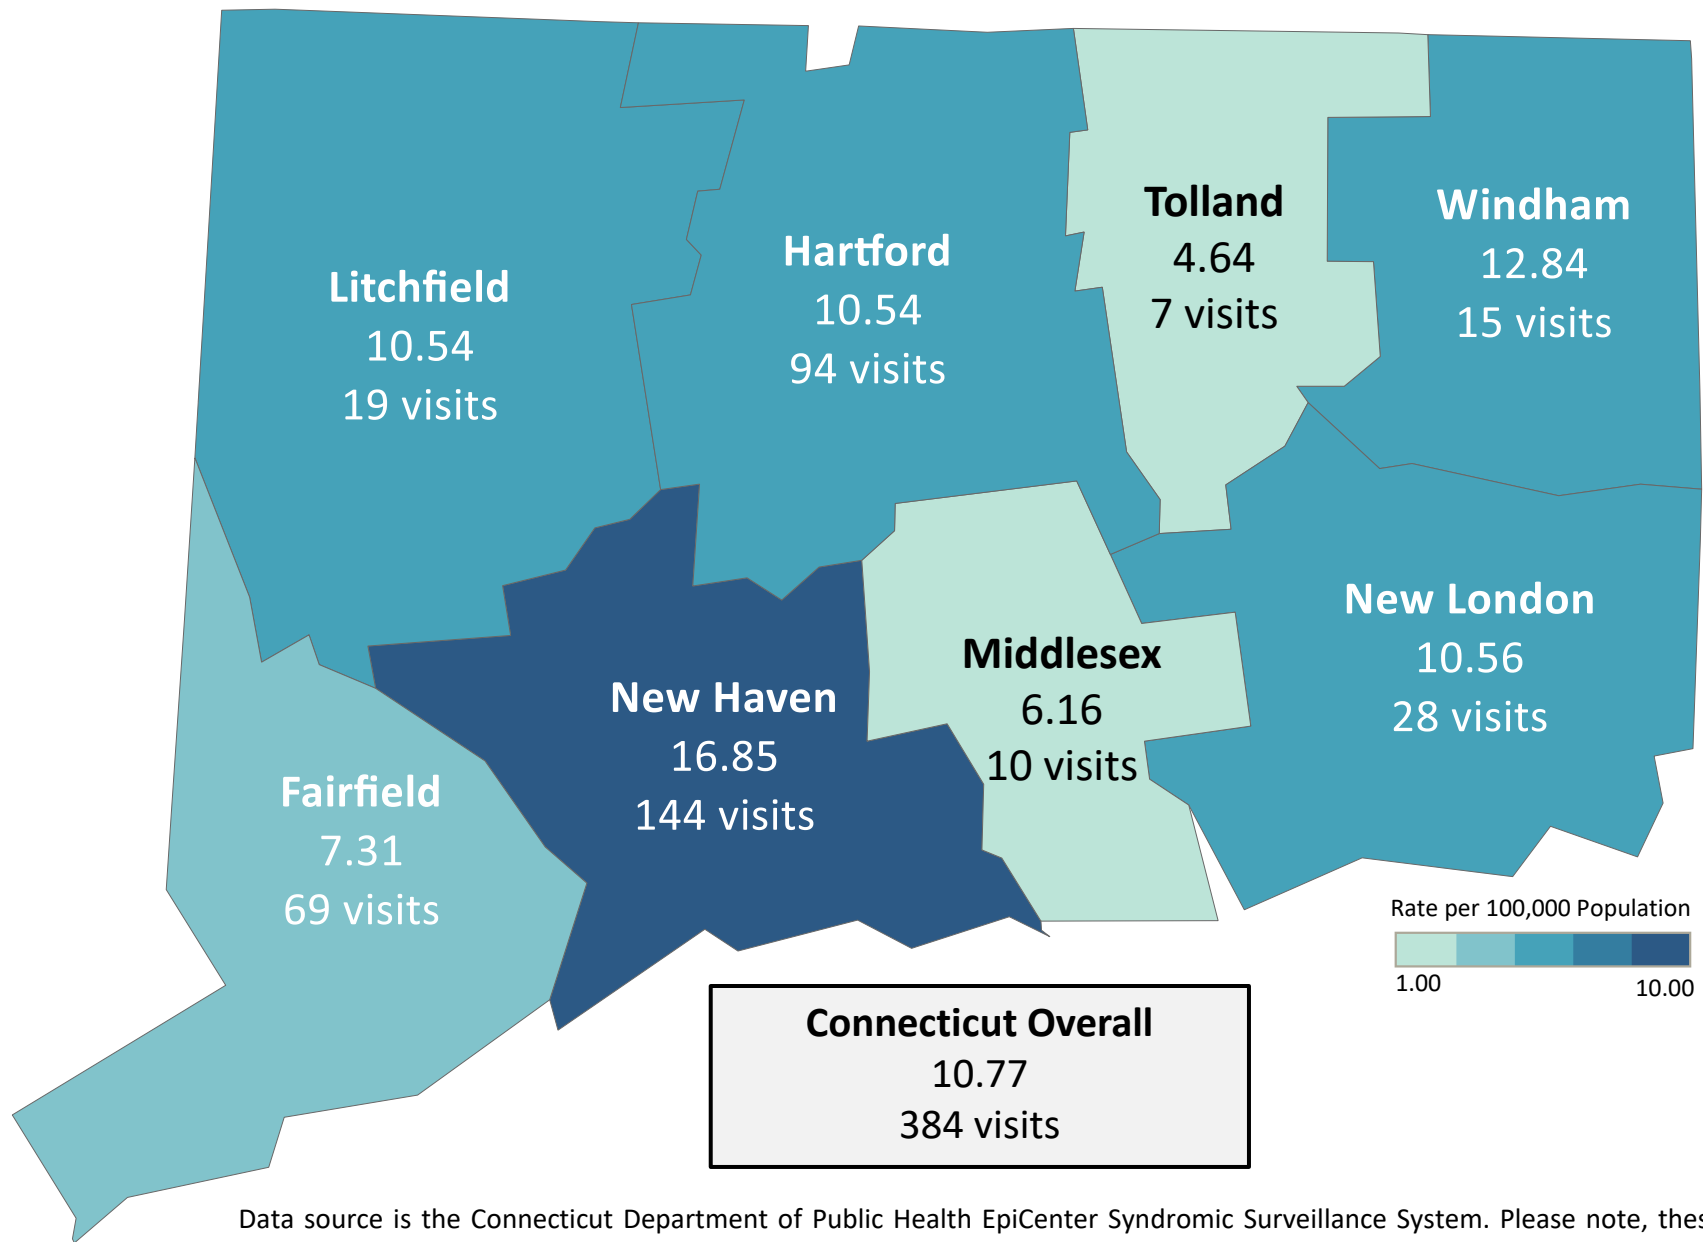 Litchfield
10.54
19 visits
Hartford
10.54
94 visits
Tolland
4.64
7 visits
Windham
12.84
15 visits
Fairfield
7.31
69 visits
New Haven
16.85
144 visits
Middlesex
6.16
10 visits
New London
10.56
28 visits
Rate per 100,000 Population
1.00
10.00
Connecticut Overall
10.77
384 visits
Data source is the Connecticut Department of Public Health EpiCenter Syndromic Surveillance System. Please note, thes